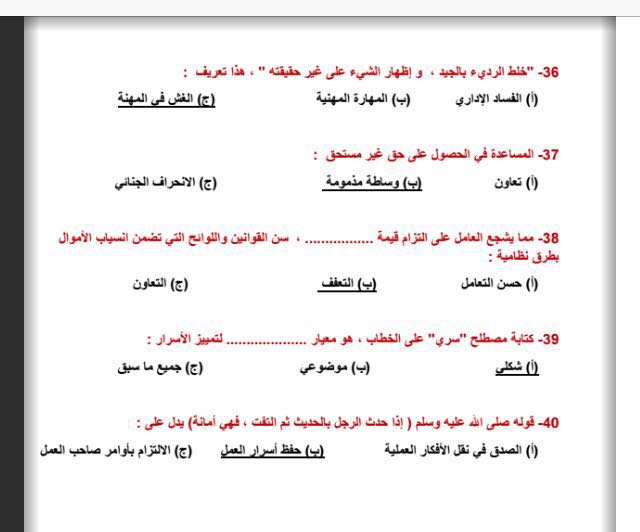 36- "خلط الرديء بالجيد ، و إظهار الشيء على غير حقيقته " ، هذا تعريف :
(أ) الفساد الإداري (ب) المهارة المهنية (ج) الغش في المهنة
37- المساعدة في الحصول على حق غير مستحق :
(أ) تعاون (ب) وساطة مذمومة (ج) الانحراف الجنائي
38- مما يشجع العامل على التزام قيمة ................. ، سن القوانين واللوائح التي تضمن انسياب الأموال
بطرق نظامية :
(أ) حسن التعامل (ب) التعفف (ج) التعاون
39- كتابة مصطلح "سري" على الخطاب ، هو معيار .................... لتمييز الأسرار :
(أ) شكلي (ب) موضوعي (ج) جميع ما سبق
40- قوله صلى الله عليه وسلم ( إذا حدث الرجل بالحديث ثم التفت ، فهي أمانة) يدل على :
(أ) الصدق في نقل الأفكار العملية (ب) حفظ أسرار العمل (ج) الالتزام بأوامر صاحب العمل